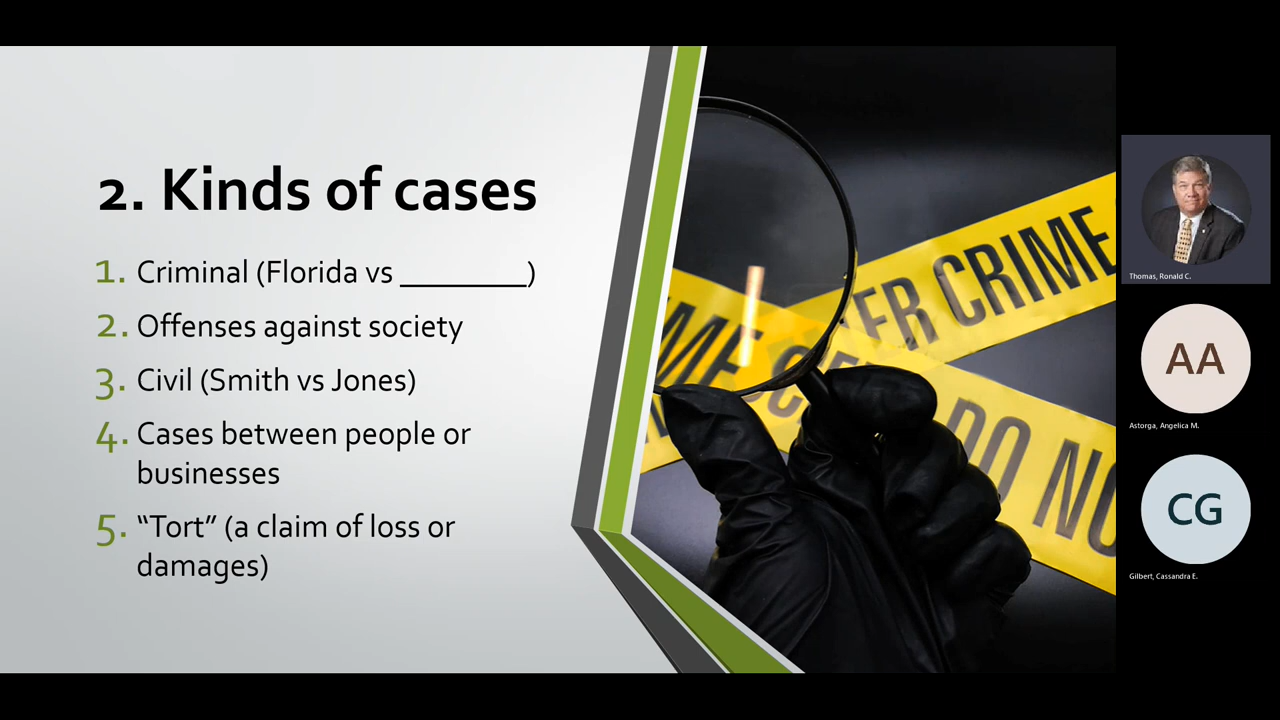 2. Kinds of cases
1. Criminal (Florida vs ________)
2. Offenses against society
3. Civil (Smith vs Jones)
4. Cases between people or
businesses
5. “Tort” (a claim of loss or
damages)
ER CRIME
DO NO
Thomas, Ronald C.
AA
Astorga, Angelica M.
CG
Gilbert, Cassandra E.